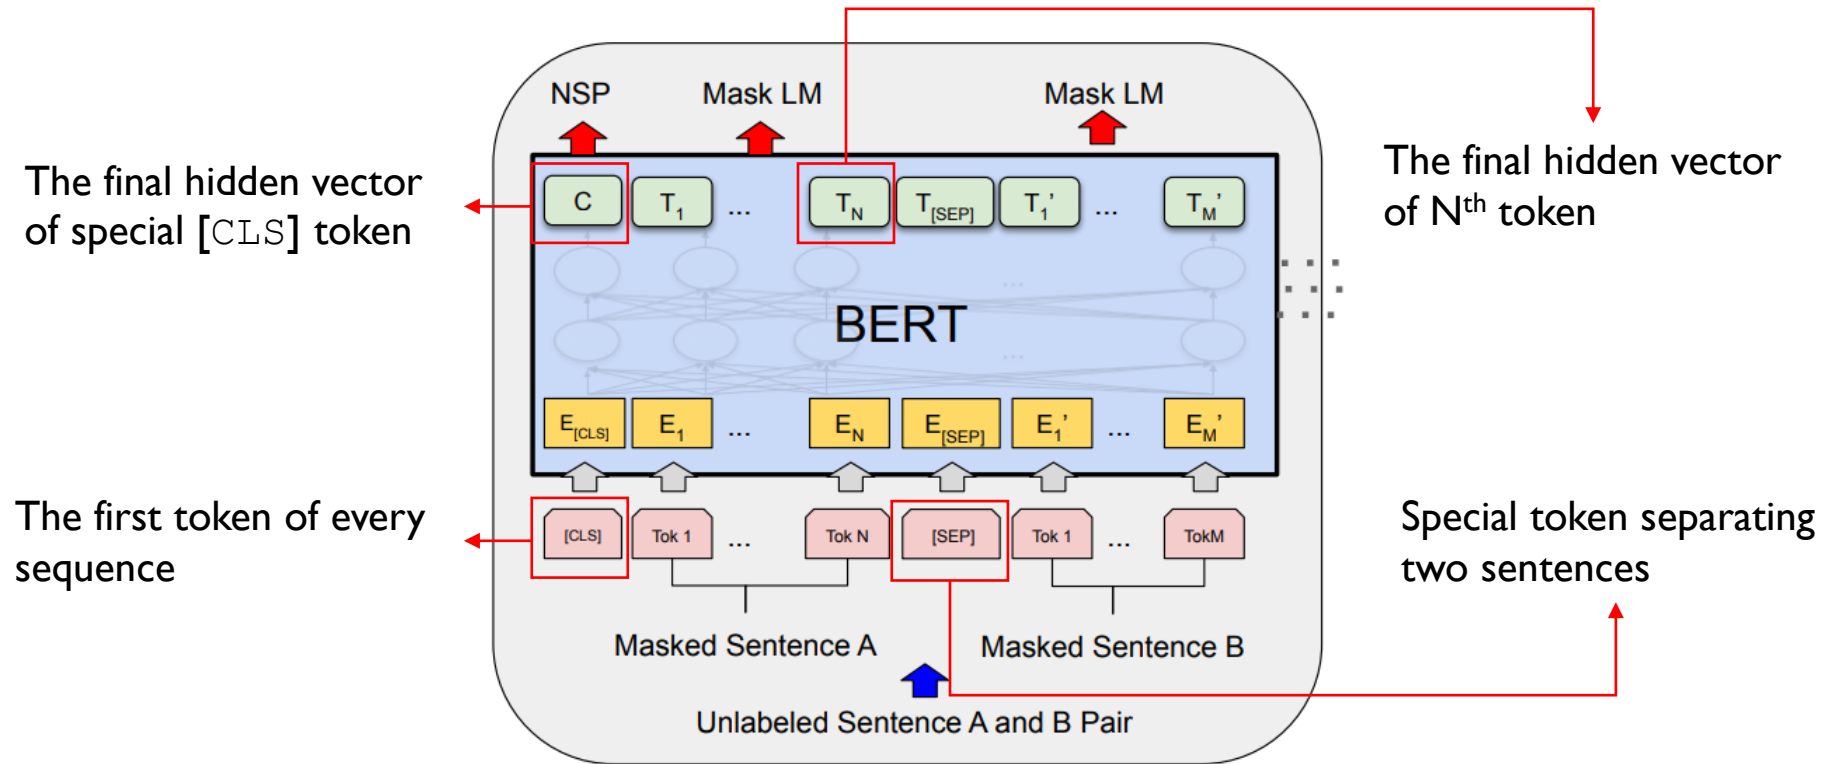 NSP Mask LM Mask LM
The final hidden vector
of special [CLS] token
The final hidden vector
of Nth token
C T1 ... TN T[SEP] T1' ... TM'
...
BERT
...
E[CLS] E1 ... EN E[SEP] E1' ... EM'
The first token of every
sequence
[CLS] Tok 1 ... Tok N [SEP] Tok 1 ... TokM
Special token separating
two sentences
Masked Sentence A Masked Sentence B
Unlabeled Sentence A and B Pair